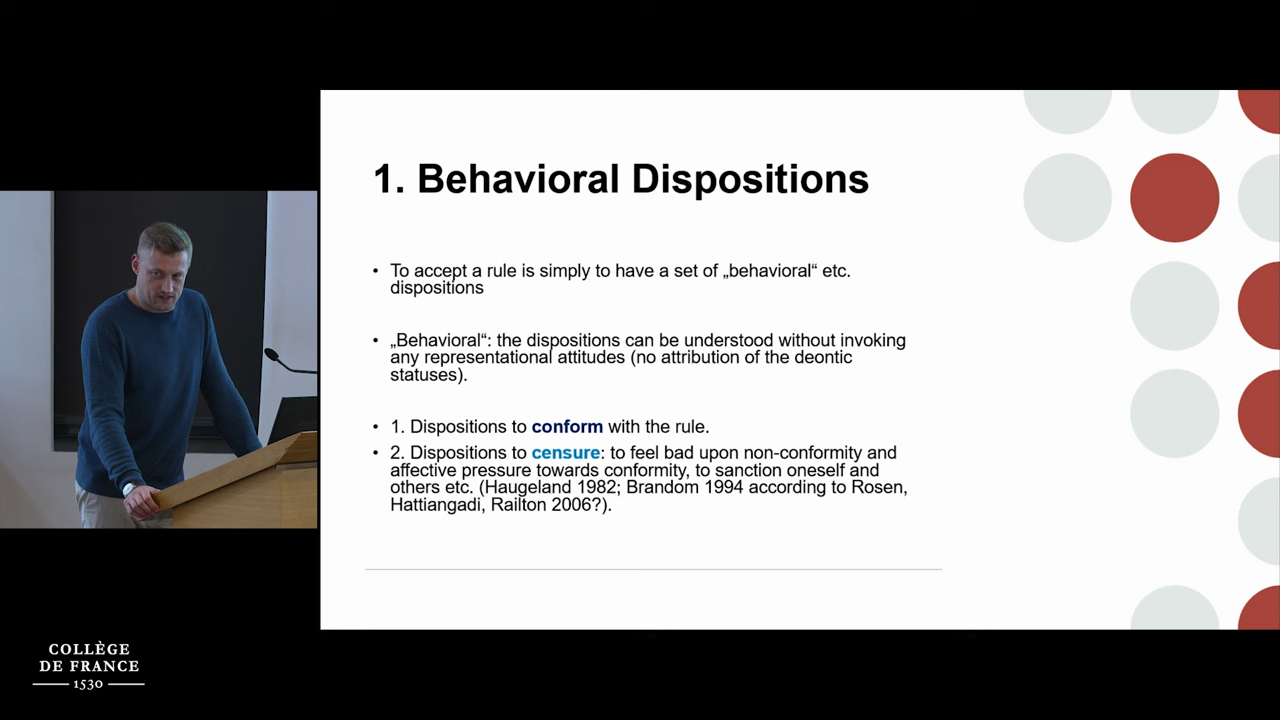 1. Behavioral Dispositions
• To accept a rule is simply to have a set of „behavioral“ etc.
dispositions
• „Behavioral“: the dispositions can be understood without invoking
any representational attitudes (no attribution of the deontic
statuses).
• 1. Dispositions to conform with the rule.
• 2. Dispositions to censure: to feel bad upon non-conformity and
affective pressure towards conformity, to sanction oneself and
others etc. (Haugeland 1982; Brandom 1994 according to Rosen,
Hattiangadi, Railton 2006?).
COLLÈGE
DE FRANCE
1530